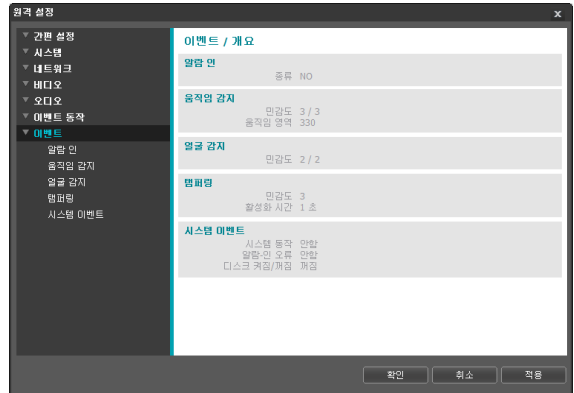 원격 설정
x
간편 설정
시스템
네트워크
비디오
오디오
이벤트 동작
이벤트
알람 인
움직임 감지
얼굴 감지
탬퍼링
시스템 이벤트
이벤트 / 개요
알람 인
종류 NO
움직임 감지
민감도 3 / 3
움직임 영역 330
얼굴 감지
민감도 2 / 2
탬퍼링
민감도 3
활성화 시간 1 초
시스템 이벤트
시스템 동작 안함
알람-인 오류 안함
디스크 켜짐/꺼짐 꺼짐
확인 취소 적용